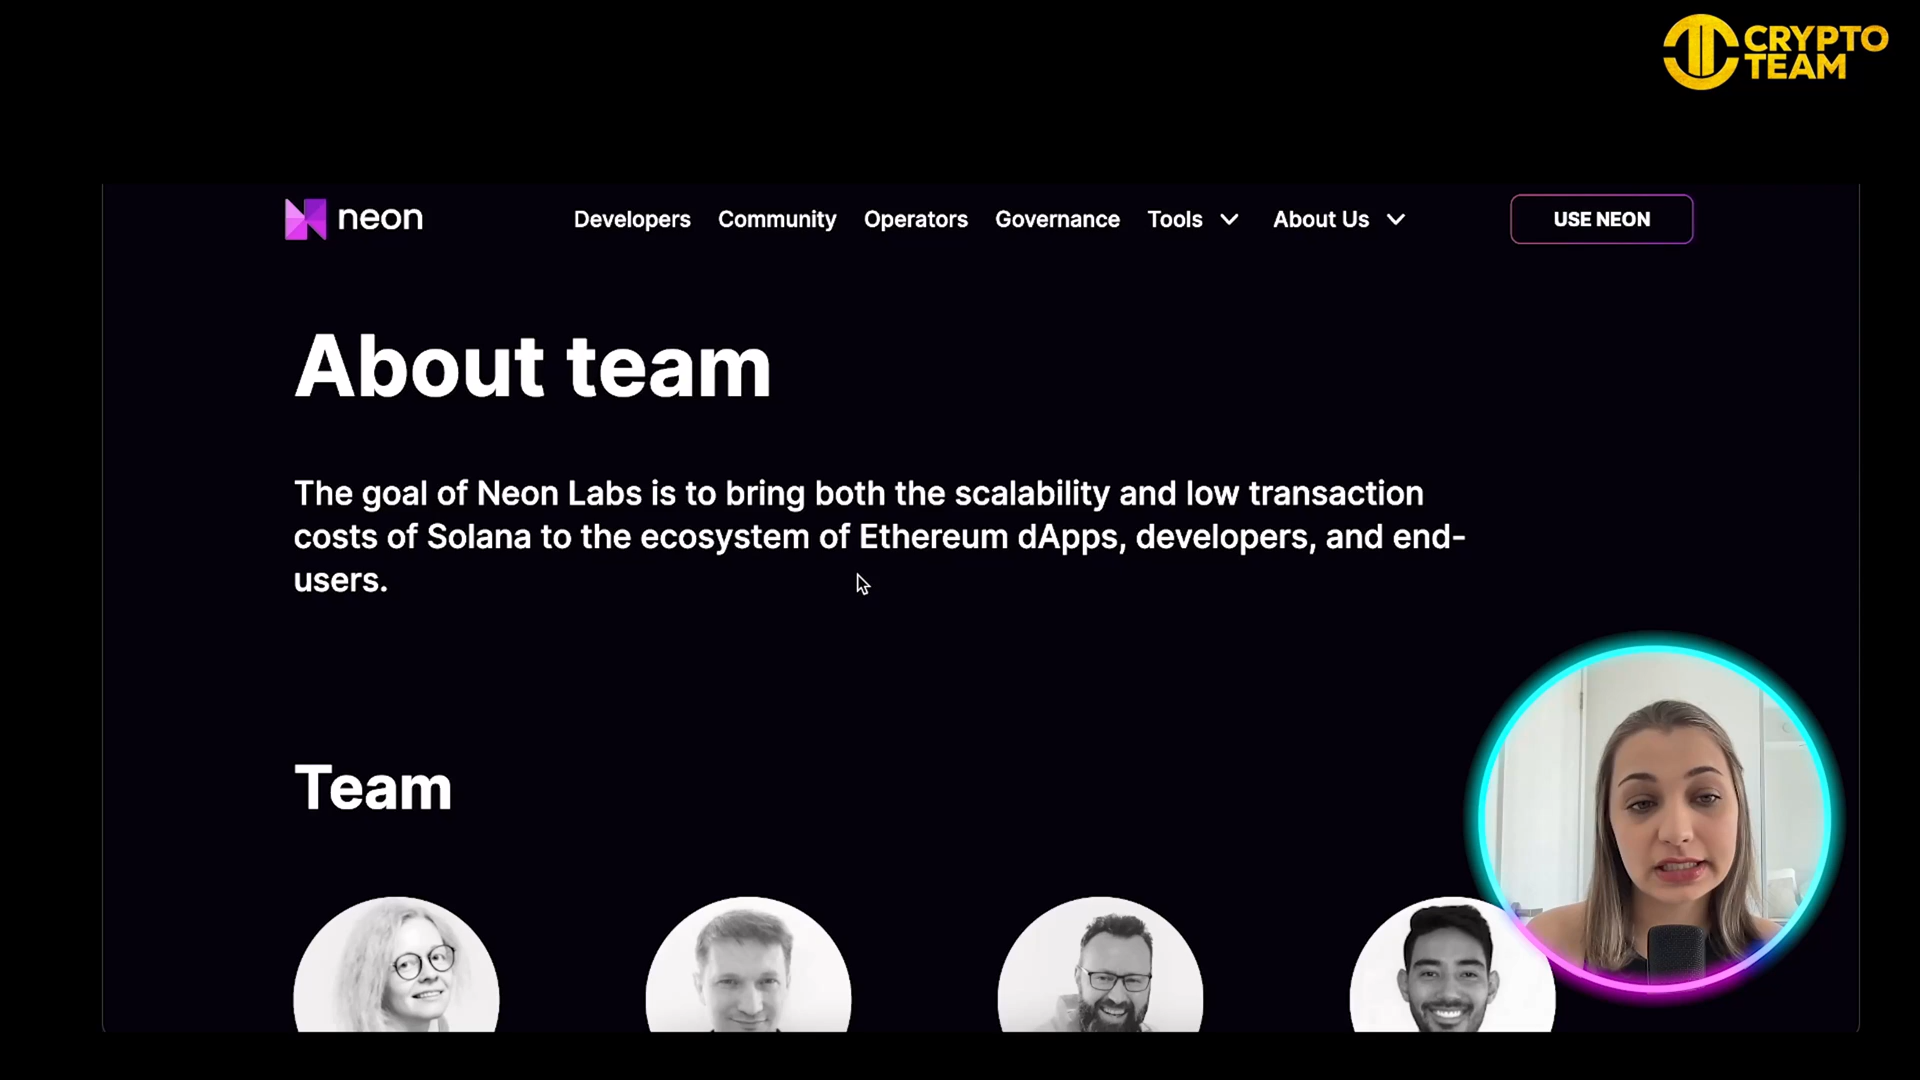 CRYPTO
TEAM
neon
Developers Community Operators Governance Tools About Us USE NEON
About team
The goal of Neon Labs is to bring both the scalability and low transaction
costs of Solana to the ecosystem of Ethereum dApps, developers, and end-
users.
Team